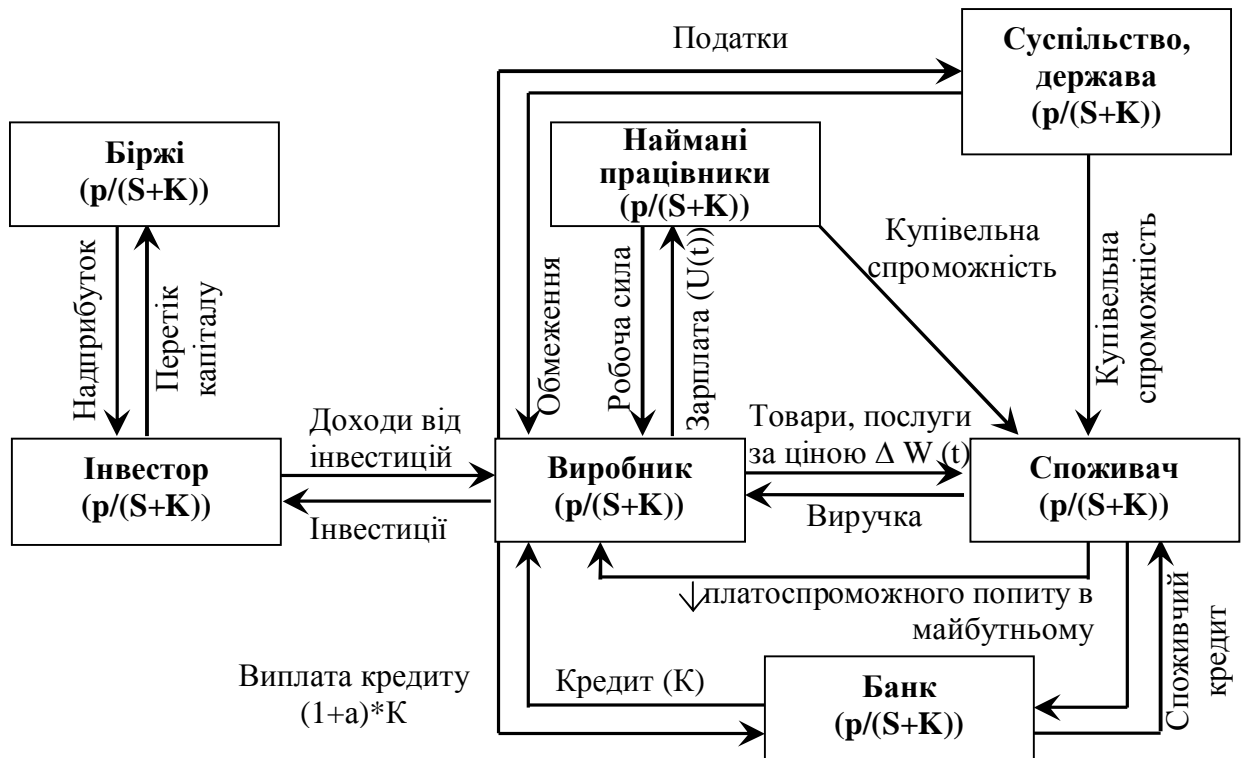 Податки
Суспільство,
держава
(p/(S+K))
Біржі
(p/(S+K))
Наймані
працівники
(p/(S+K))
Надприбуток
Перетік
капіталу
Обмеження
Робоча сила
Зарплата (U(t))
Купівельна
спроможність
Купівельна
спроможність
Інвестор
(p/(S+K))
Доходи від
інвестицій
Інвестиції
Виробник
(p/(S+K))
Товари, послуги
за ціною Δ W (t)
Виручка
Споживач
(p/(S+K))
↓платоспроможного попиту в
майбутньому
Виплата кредиту
(1+a)*К
Кредит (К)
Банк
(p/(S+K))
Споживчий
кредит